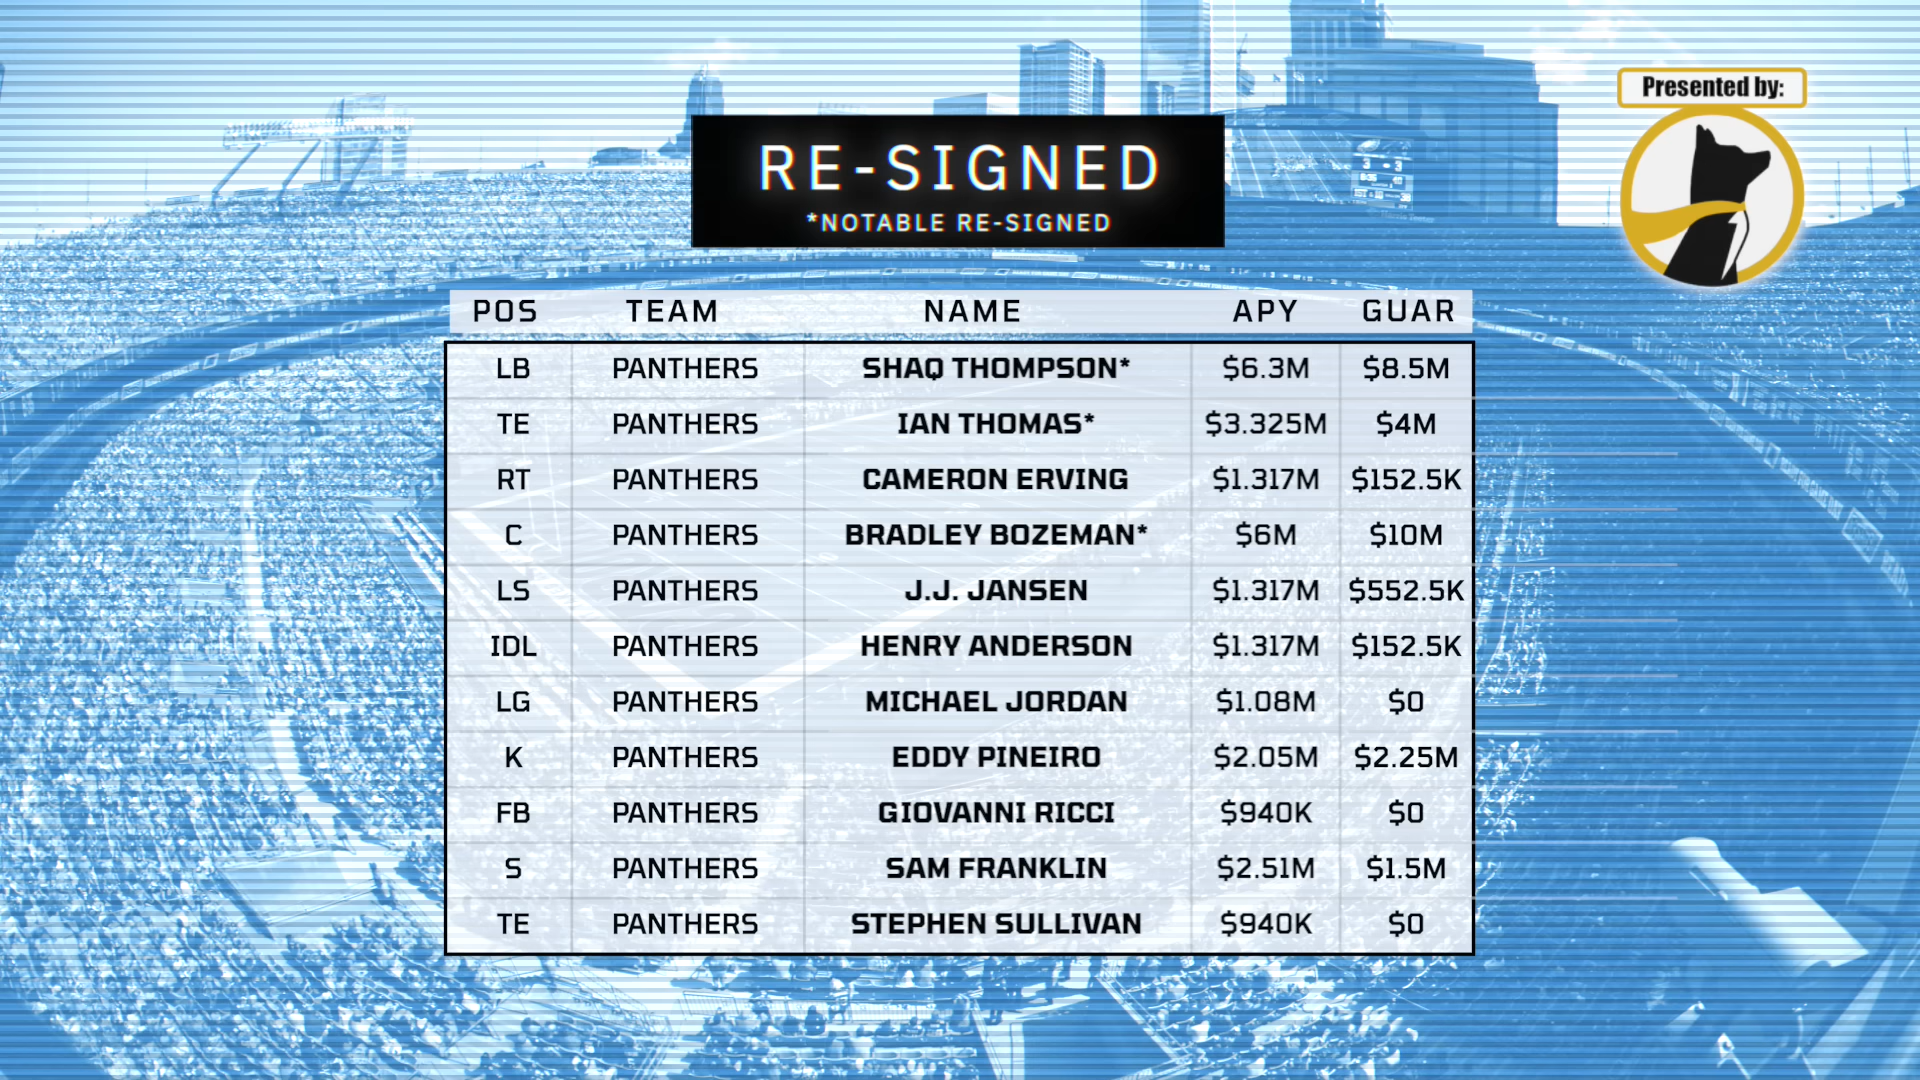 Presented by:
RE-SIGNED
*NOTABLE RE-SIGNED
POS TEAM NAME APY GUAR
LB PANTHERS SHAQ THOMPSON* $6.3M $8.5M
TE PANTHERS IAN THOMAS* $3.325M $4M
RT PANTHERS CAMERON ERVING $1.317M $152.5K
C PANTHERS BRADLEY BOZEMAN* $6M $10M
LS PANTHERS J.J. JANSEN $1.317M $552.5K
IDL PANTHERS HENRY ANDERSON $1.317M $152.5K
LG PANTHERS MICHAEL JORDAN $1.08M $0
K PANTHERS EDDY PINEIRO $2.05M $2.25M
FB PANTHERS GIOVANNI RICCI $940K $0
S PANTHERS SAM FRANKLIN $2.51M $1.5M
TE PANTHERS STEPHEN SULLIVAN $940K $0